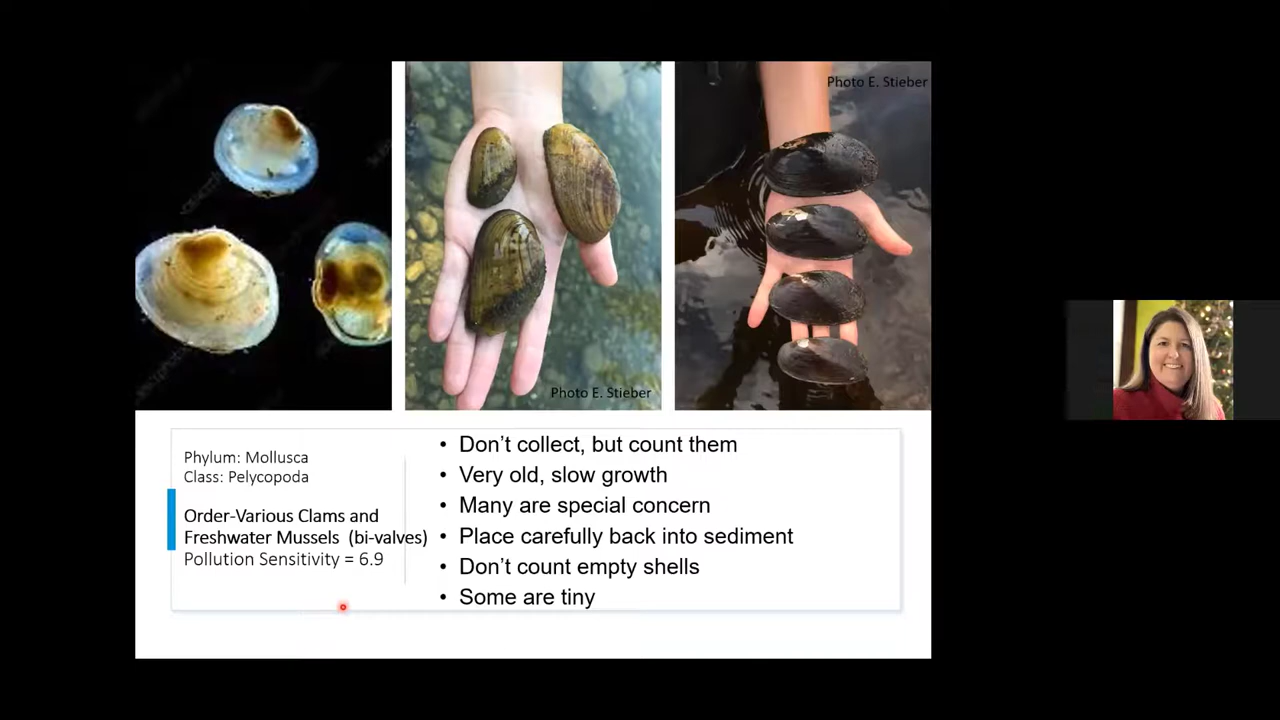 Photo E. Stieber
Photo E. Stieber
Phylum: Mollusca
Class: Pelycopoda
Order-Various Clams and
Freshwater Mussels (bi-valves)
Pollution Sensitivity = 6.9
• Don't collect, but count them
• Very old, slow growth
• Many are special concern
• Place carefully back into sediment
• Don't count empty shells
• Some are tiny